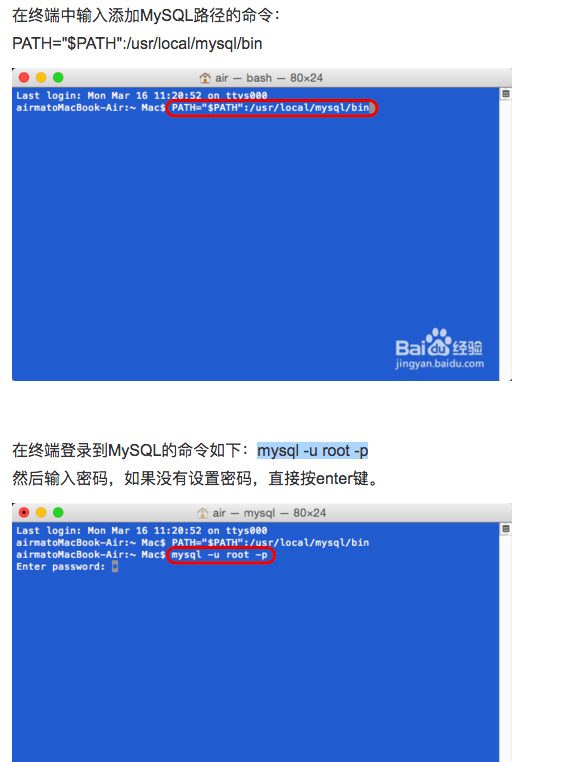 在终端中输入添加MySQL路径的命令：
PATH="$PATH":/usr/local/mysql/bin
air — bash — 80×24
Last login: Mon Mar 16 11:20:52 on ttys000
airmatoMacBook-Air:~ Mac$ PATH="$PATH":/usr/local/mysql/bin
Baidu经验
jingyan.baidu.com
在终端登录到MySQL的命令如下：mysql -u root -p
然后输入密码，如果没有设置密码，直接按enter键。
air — mysql — 80×24
Last login: Mon Mar 16 11:20:52 on ttys000
airmatoMacBook-Air:~ Mac$ PATH="$PATH":/usr/local/mysql/bin
airmatoMacBook-Air:~ Mac$ mysql -u root -p
Enter password: